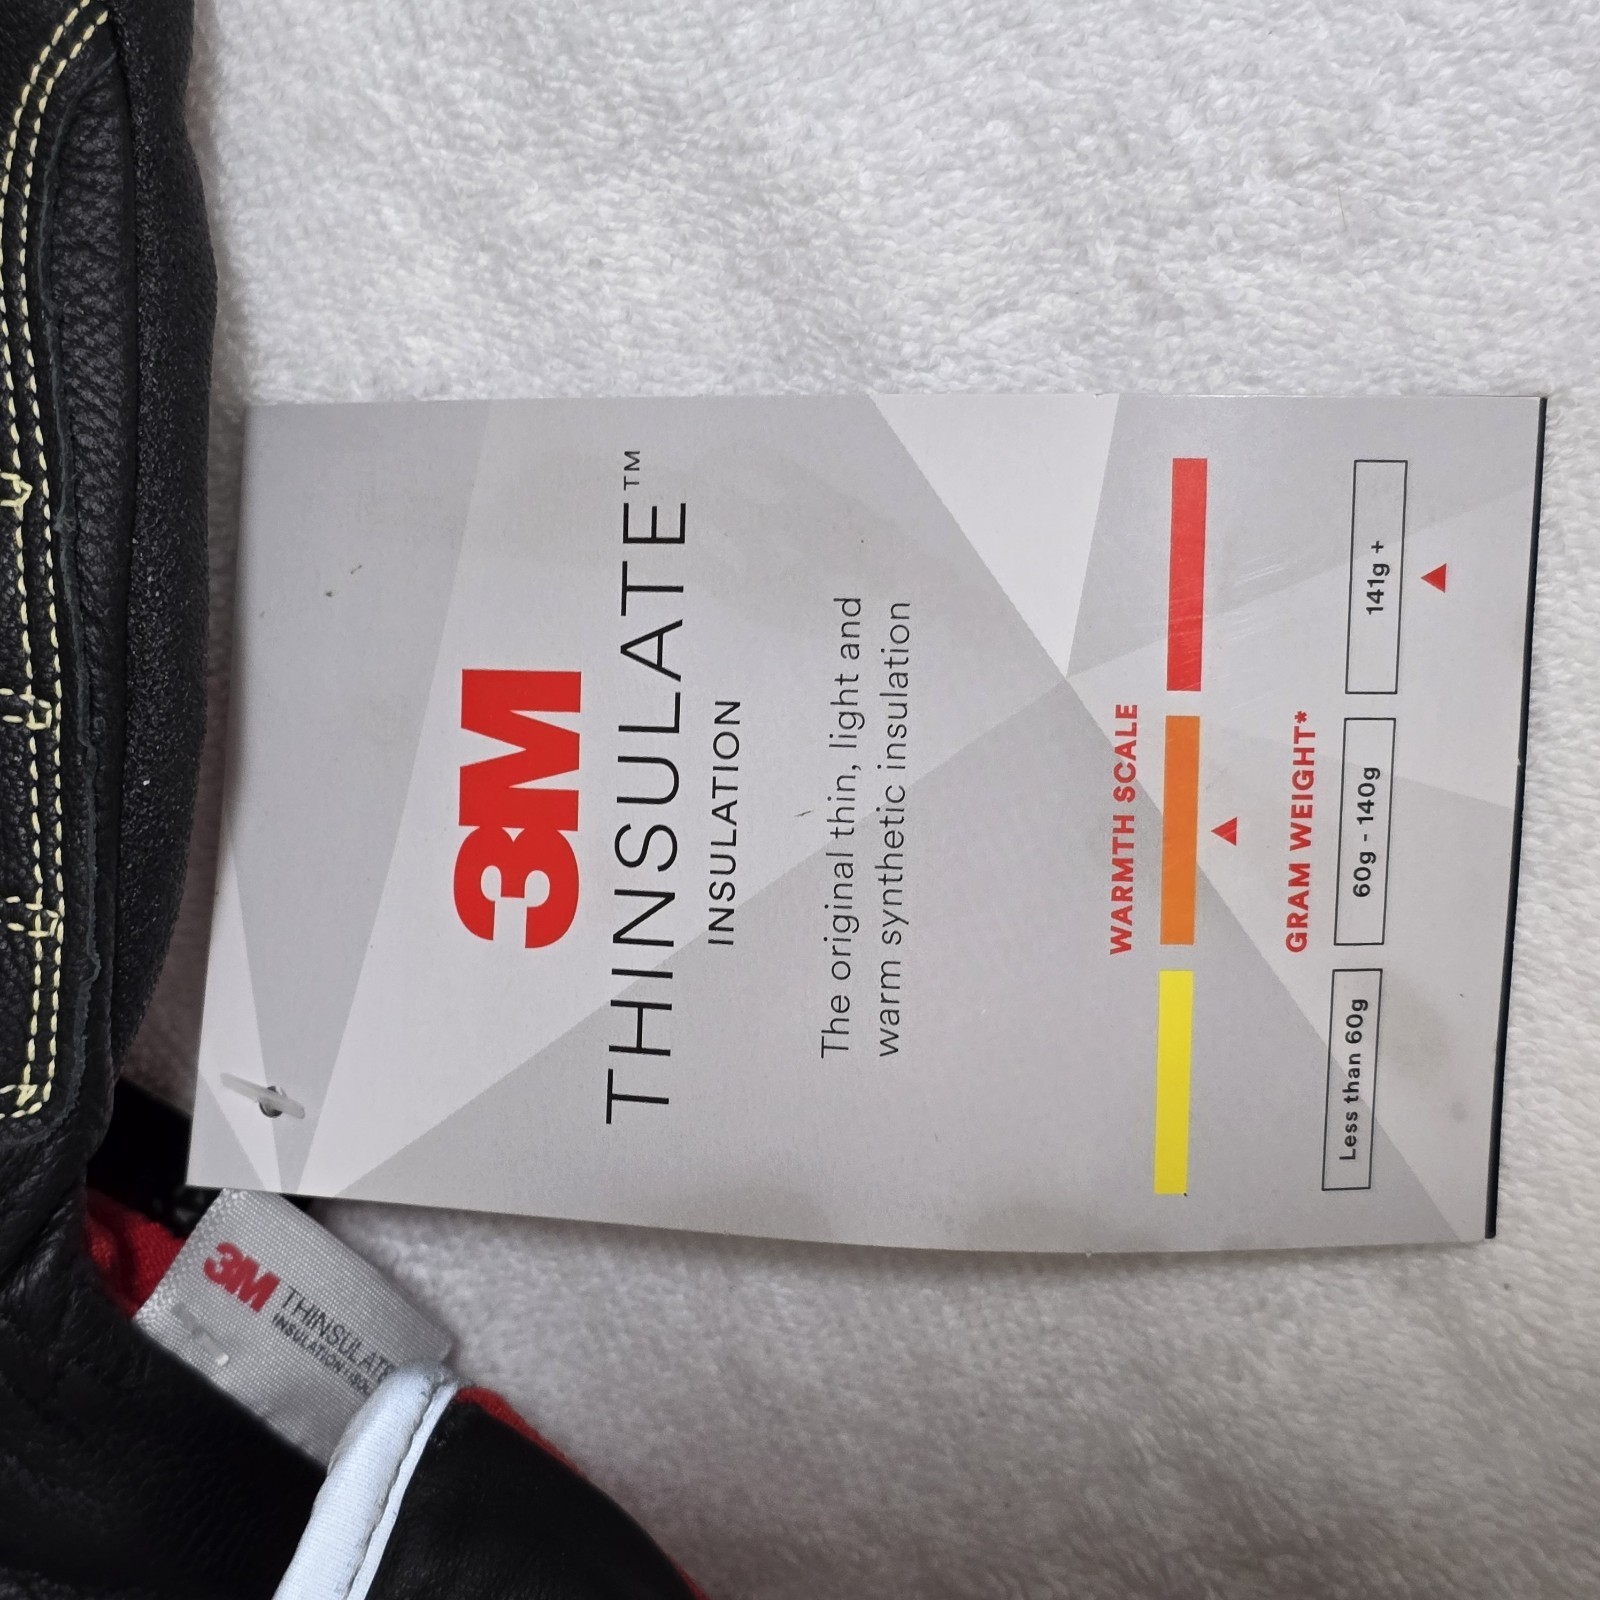 3M
THINSULATE™
INSULATION
The original thin, light and
warm synthetic insulation
WARMTH SCALE
GRAM WEIGHT*
Less than 60g
60g - 140g
141g +
3M
THINSULATE
INSULATION